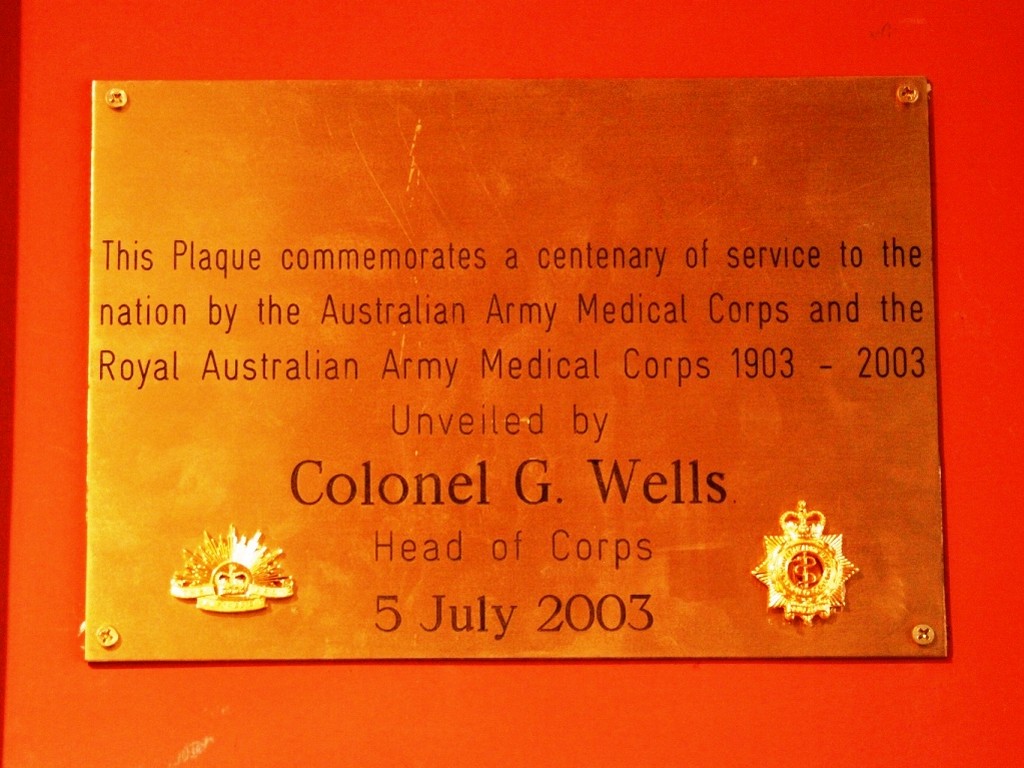 This Plaque commemorates a centenary of service to the
nation by the Australian Army Medical Corps and the
Royal Australian Army Medical Corps 1903 - 2003
Unveiled by
Colonel G. Wells.
Head of Corps
5 July 2003